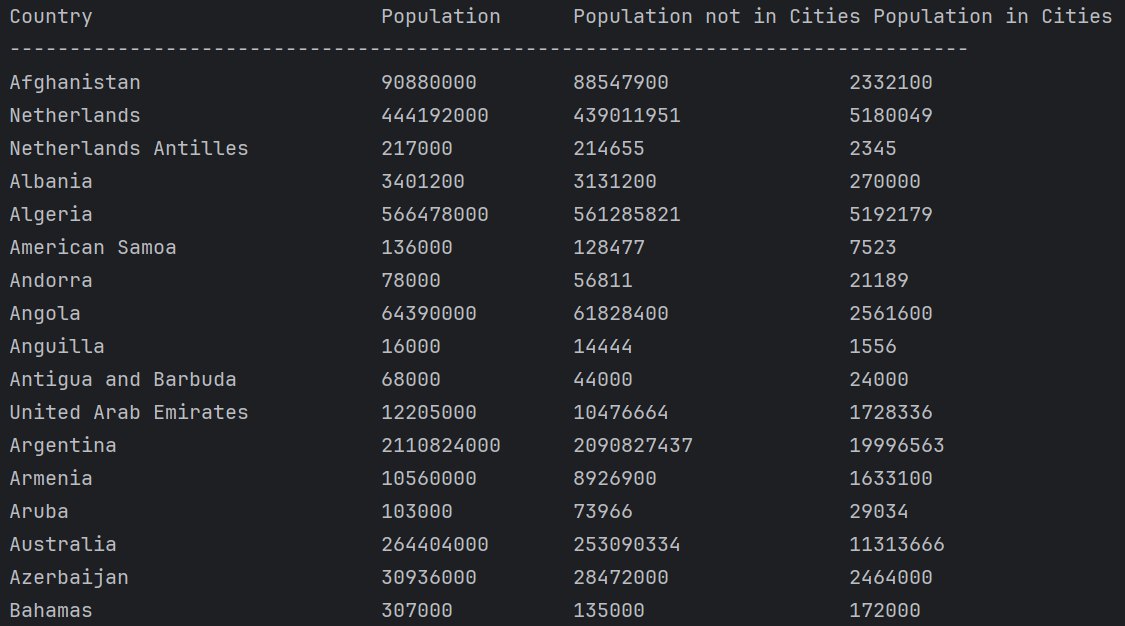 Country Population Population not in Cities Population in Cities
--------------------------------------------------------------------------------
Afghanistan 90880000 88547900 2332100
Netherlands 444192000 439011951 5180049
Netherlands Antilles 217000 214655 2345
Albania 3401200 3131200 270000
Algeria 566478000 561285821 5192179
American Samoa 136000 128477 7523
Andorra 78000 56811 21189
Angola 64390000 61828400 2561600
Anguilla 16000 14444 1556
Antigua and Barbuda 68000 44000 24000
United Arab Emirates 12205000 10476664 1728336
Argentina 2110824000 2090827437 19996563
Armenia 10560000 8926900 1633100
Aruba 103000 73966 29034
Australia 264404000 253090334 11313666
Azerbaijan 30936000 28472000 2464000
Bahamas 307000 135000 172000